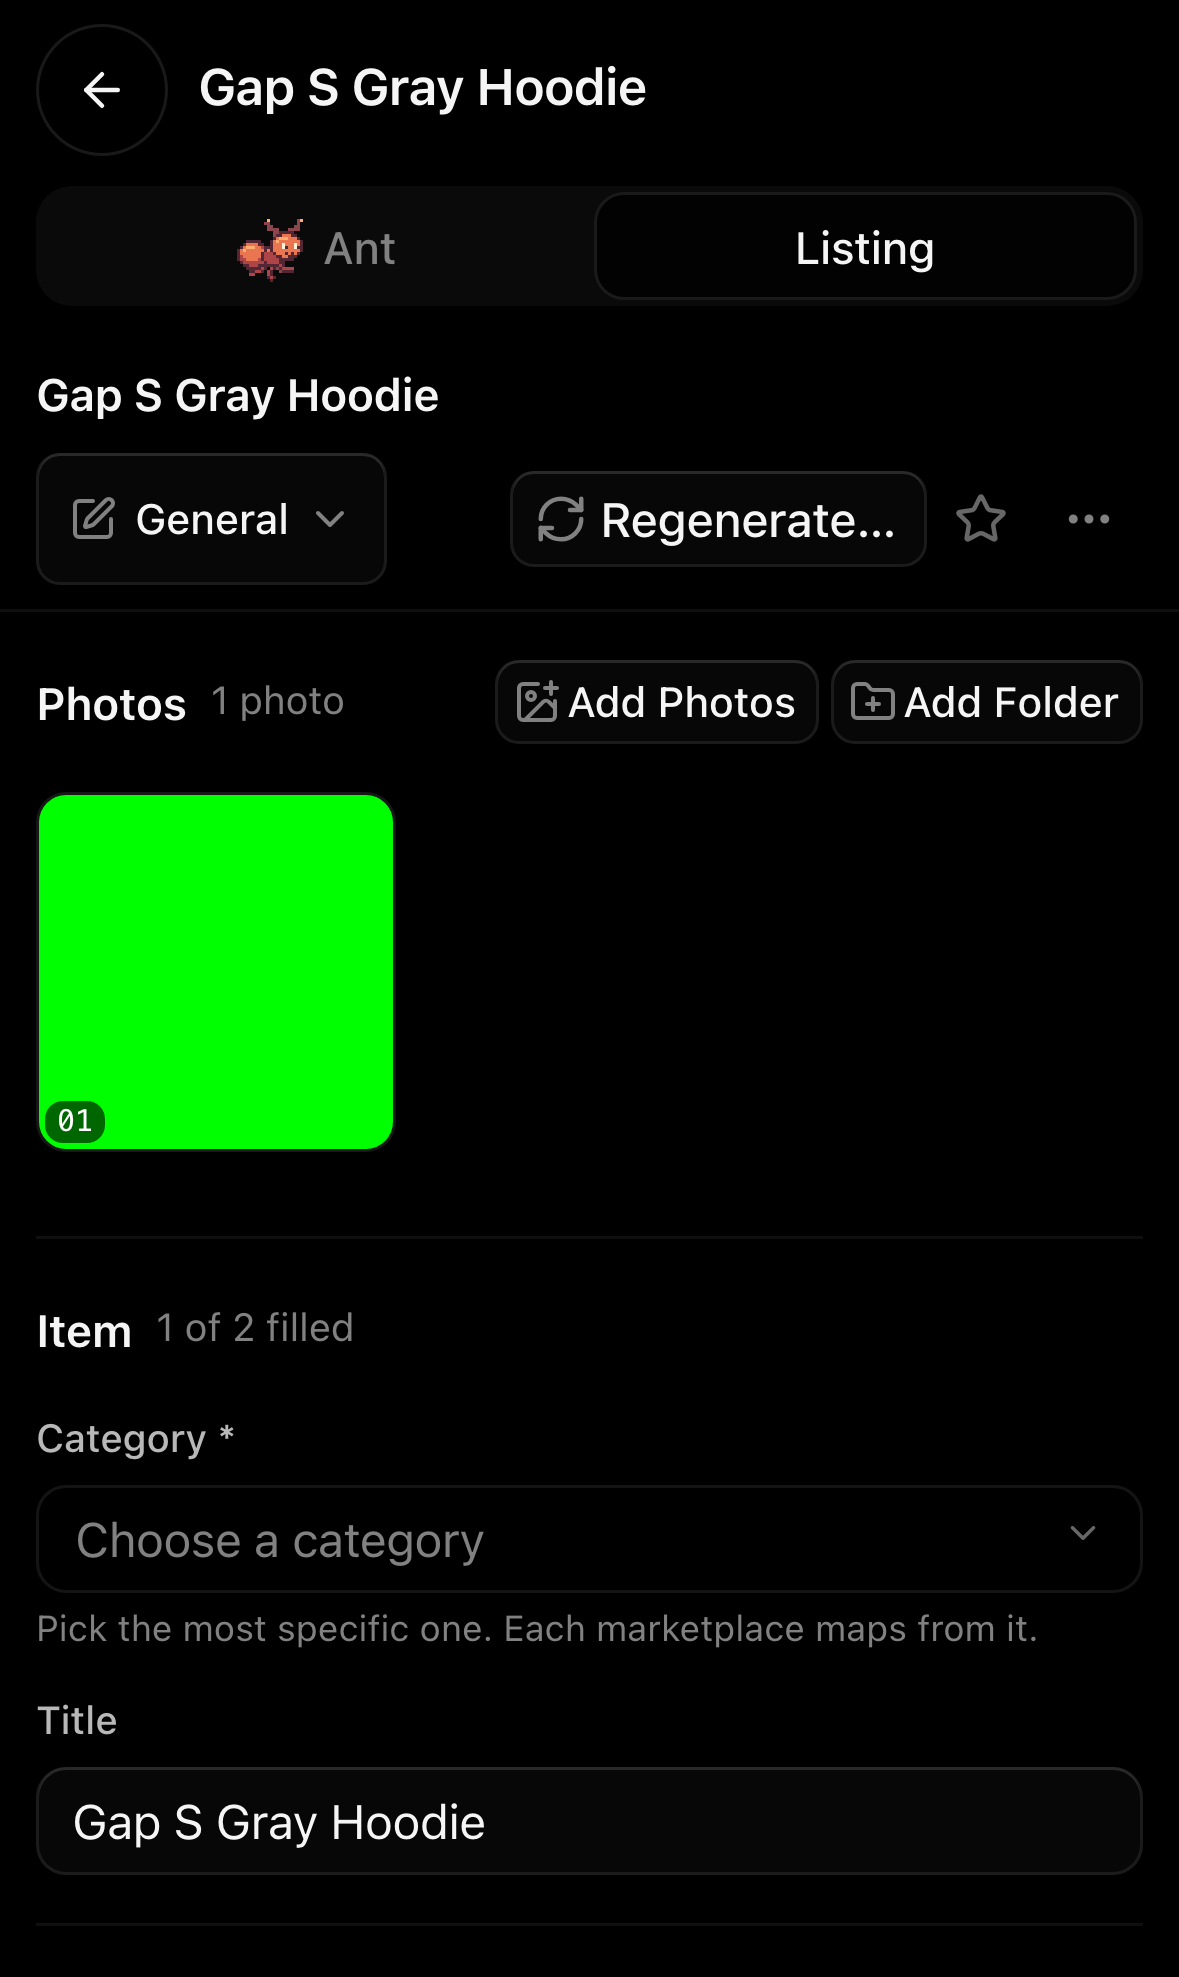 Gap S Gray Hoodie
Ant
Listing
Gap S Gray Hoodie
General
Regenerate...
Photos 1 photo
Add Photos
Add Folder
01
Item 1 of 2 filled
Category *
Choose a category
Pick the most specific one. Each marketplace maps from it.
Title
Gap S Gray Hoodie